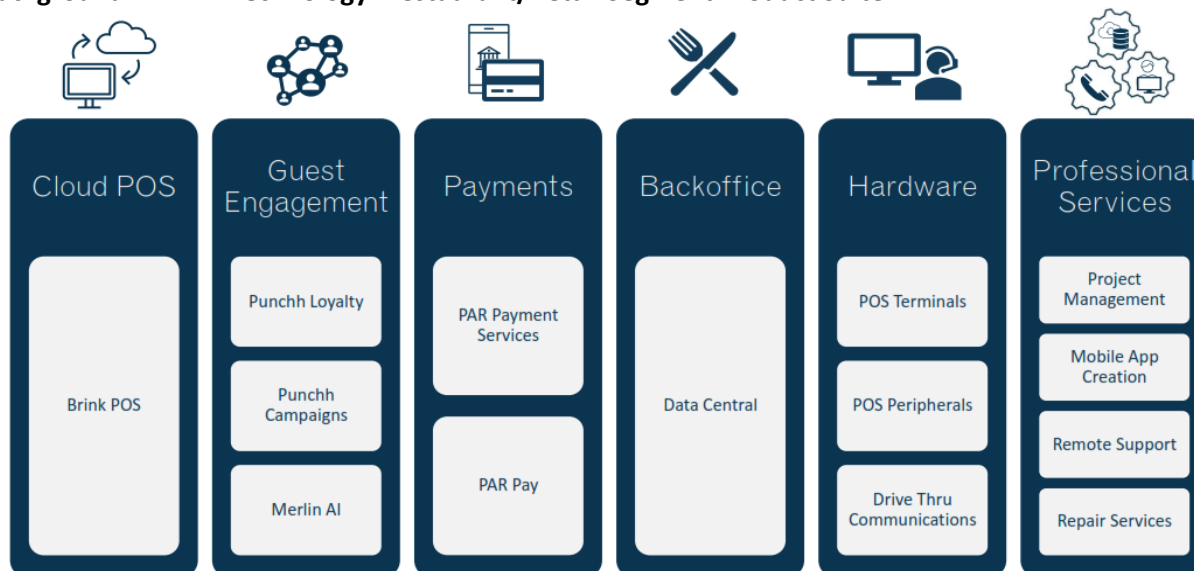 Cloud POS
Brink POS
Guest
Engagement
Punchh Loyalty
Punchh
Campaigns
Merlin AI
Payments
PAR Payment
Services
PAR Pay
Backoffice
Data Central
Hardware
POS Terminals
POS Peripherals
Drive Thru
Communications
Professional
Services
Project
Management
Mobile App
Creation
Remote Support
Repair Services